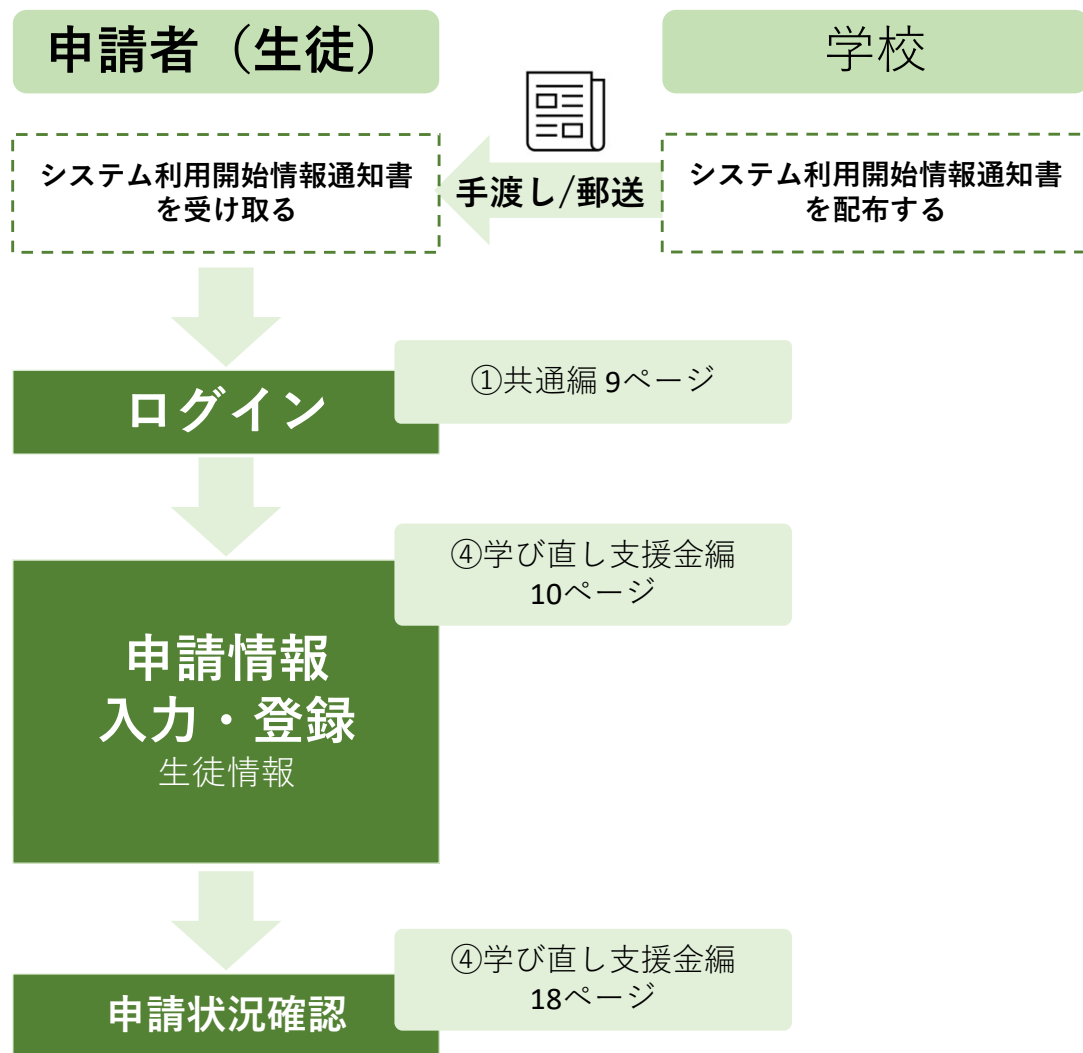 申請者（生徒）
学校
システム利用開始情報通知書
を受け取る
手渡し/郵送
システム利用開始情報通知書
を配布する
ログイン
①共通編 9ページ
申請情報
入力・登録
生徒情報
④学び直し支援金編
10ページ
申請状況確認
④学び直し支援金編
18ページ